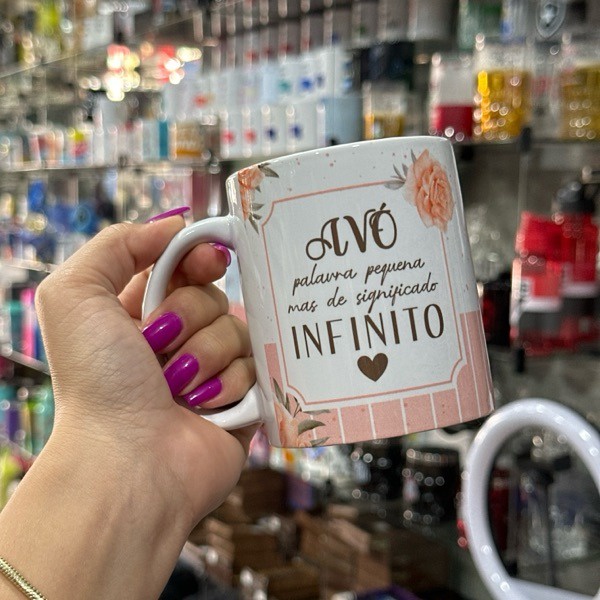 AVÓ
palavra pequena
mas de significado
INFINITO